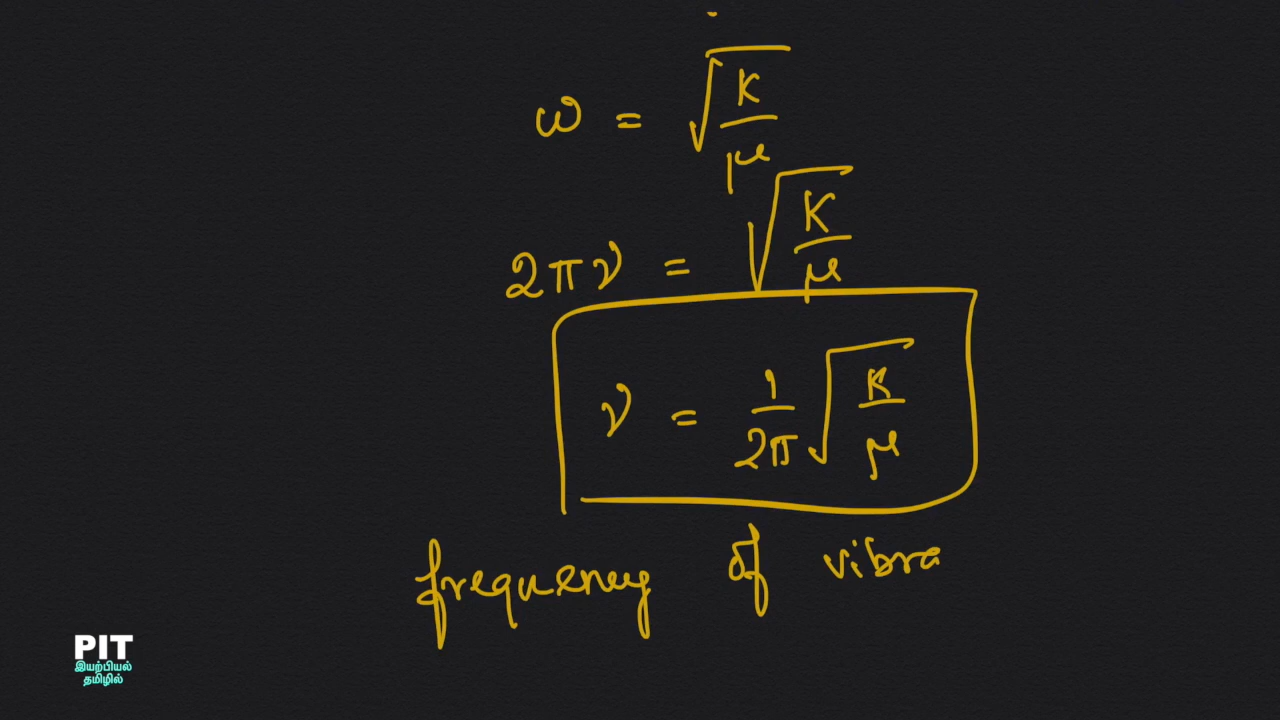 ω = √(K/μ)
2πν = √(K/μ)
ν = 1/2π √(K/μ)
frequency of vibra
PIT
இயற்பியல்
தமிழில்